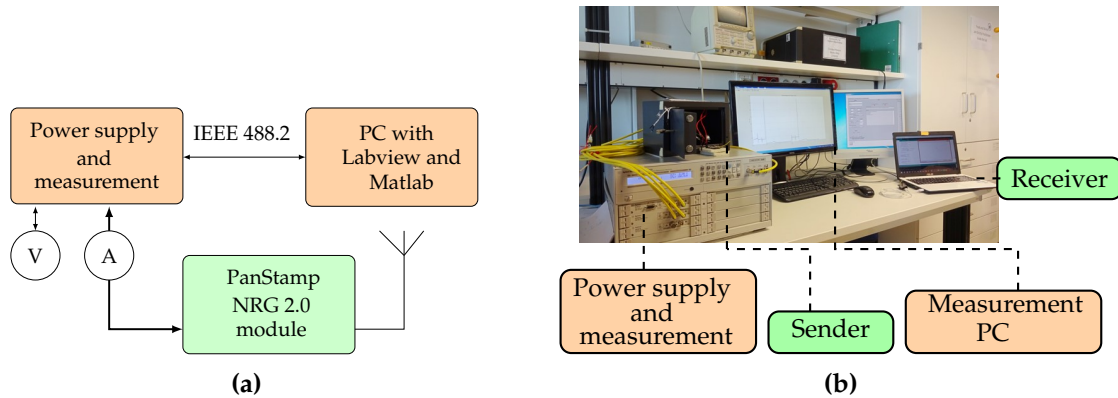 Power supply
and
measurement
IEEE 488.2
PC with
Labview and
Matlab
V
A
PanStamp
NRG 2.0
module
(a)
Receiver
Power supply
and
measurement
Sender
Measurement
PC
(b)